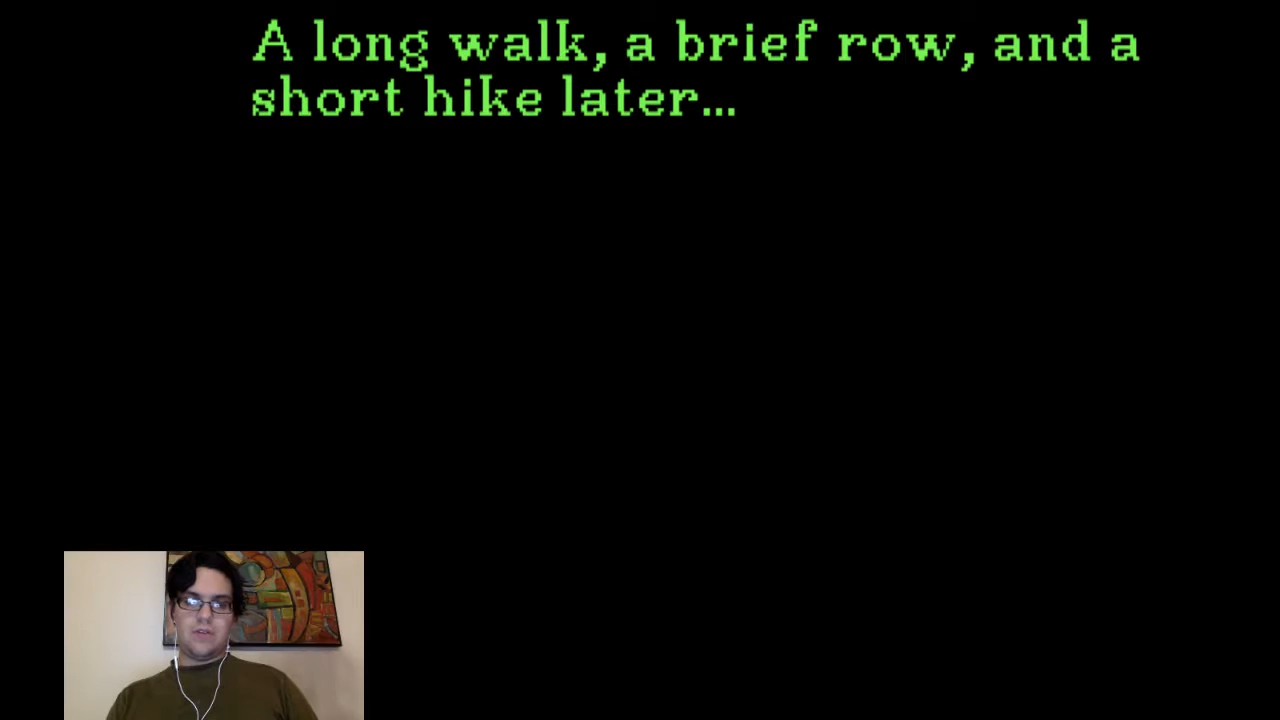 A long walk, a brief row, and a
short hike later...